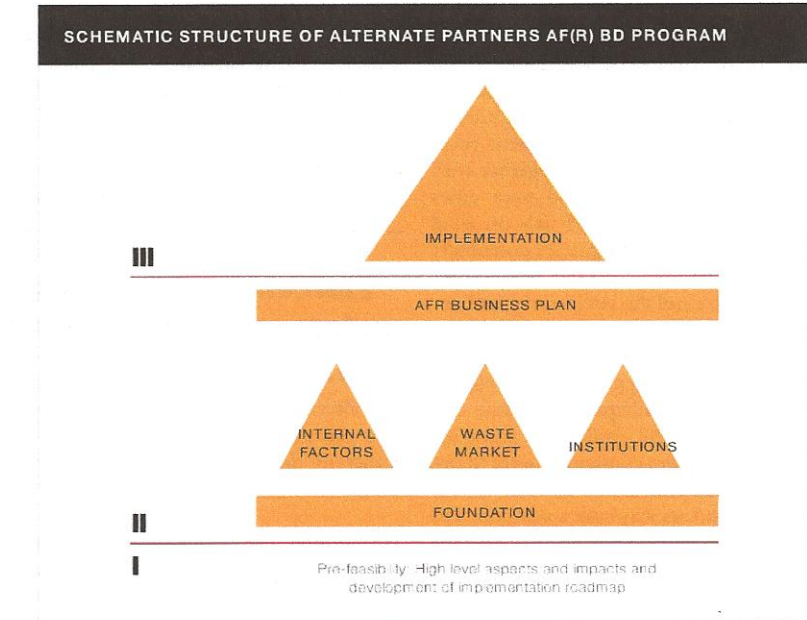 SCHEMATIC STRUCTURE OF ALTERNATE PARTNERS AF(R) BD PROGRAM
IMPLEMENTATION
III
AFR BUSINESS PLAN
INTERNAL
FACTORS
WASTE
MARKET
INSTITUTIONS
FOUNDATION
II
I
Pre-feasibility: High level aspects and impacts and
development of implementation roadmap